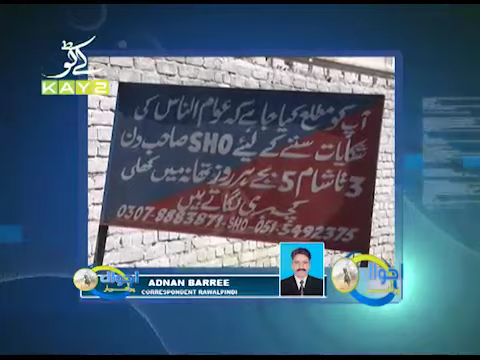 کے ٹو
KAY2
آپ کو مطلع کیا جاتا ہے کہ عوام الناس کی
شکایات سننے کے لیئے SHO صاحب دن
3 تا شام 5 بجے ہر روز تھانہ میں کھلی
کچہری لگاتے ہیں
0307-8883871-SHO-051-5492375
احوال
ADNAN BARREE
CORRESPONDENT RAWALPINDI
احوال